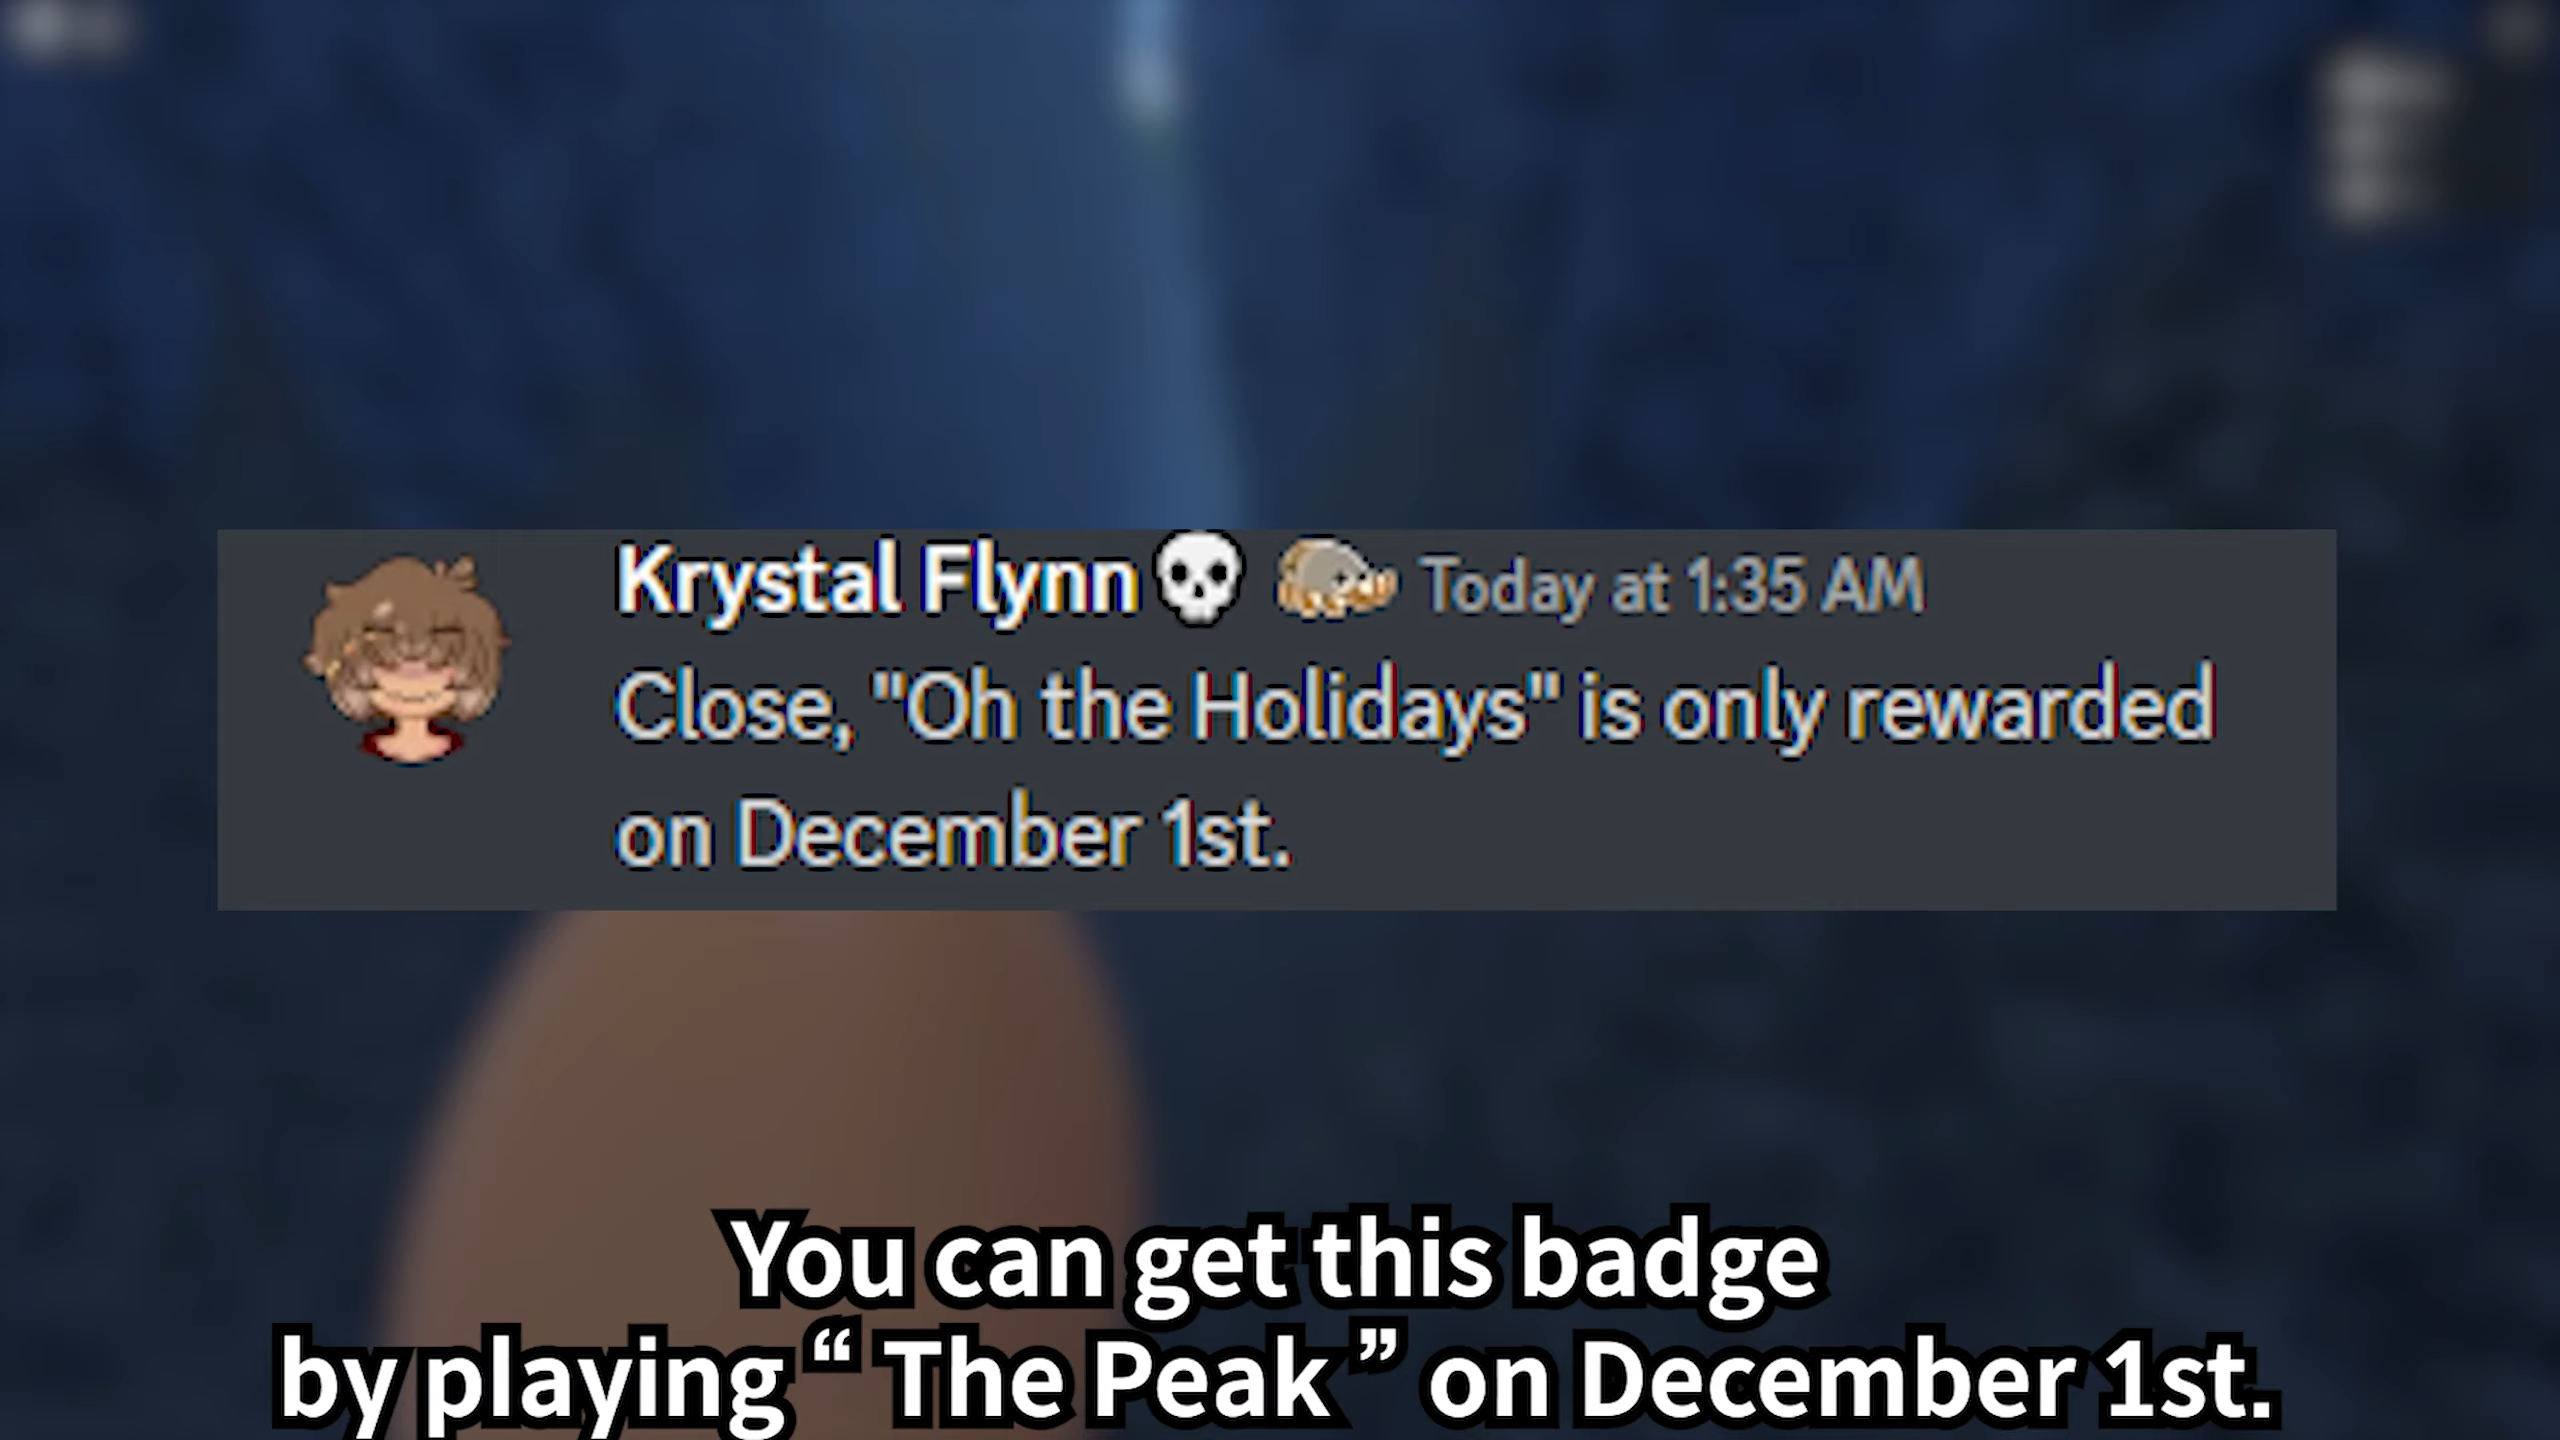 Krystal Flynn💀 Today at 1:35 AM
Close, "Oh the Holidays" is only rewarded
on December 1st.
You can get this badge
by playing “ The Peak ” on December 1st.